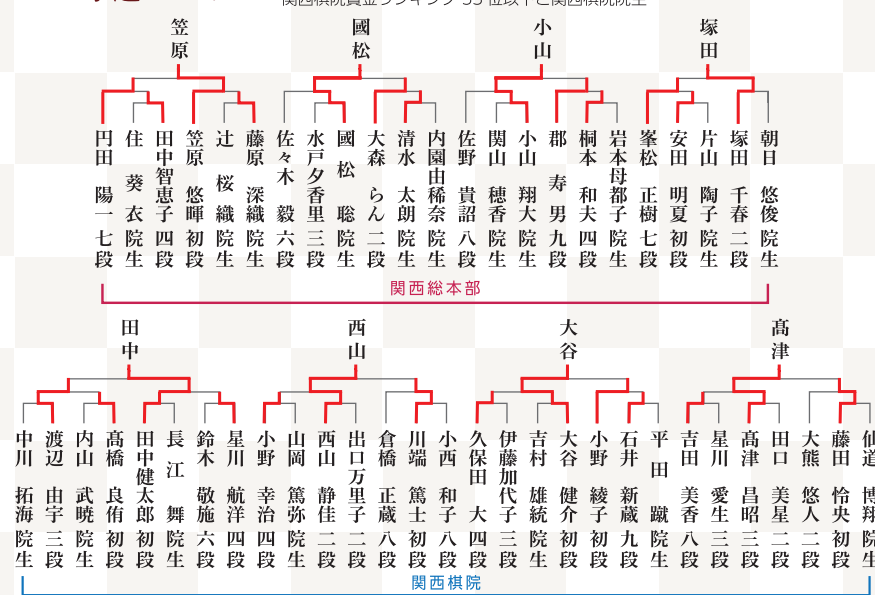 関西棋院賞金ランキング33位以下と関西棋院院生
笠原
國松
小山
塚田
円田 陽一 七段
住 葵衣 院生
田中智恵子 四段
笠原 悠暉 初段
辻 桜織 院生
藤原 深織 院生
佐々木 毅 六段
水戸夕香里 三段
國松 聡 院生
大森 らん 二段
清水 太朗 院生
内園由稀奈 院生
佐野 貴詔 八段
関山 穂香 院生
小山 翔大 院生
郡 寿男 九段
桐本 和夫 四段
岩本母都子 院生
峯松 正樹 七段
安田 明夏 初段
片山 陶子 院生
塚田 千春 二段
朝日 悠俊 院生
関西総本部
田中
西山
大谷
髙津
中川 拓海 院生
渡辺 由宇 三段
内山 武暁 院生
髙橋 良侑 初段
田中健太郎 初段
長江 舞 院生
鈴木 敬施 六段
星川 航洋 四段
小野 幸治 四段
山岡 篤弥 院生
西山 静佳 二段
出口万里子 二段
倉橋 正蔵 八段
川端 篤士 初段
小西 和子 八段
久保田 大 四段
伊藤加代子 三段
吉村 雄統 院生
大谷 健介 初段
小野 綾子 初段
石井 新蔵 九段
平田 蹴 院生
吉田 美香 八段
星川 愛生 三段
髙津 昌昭 三段
田口 美星 二段
大熊 悠人 二段
藤田 怜央 初段
仙道 博翔 院生
関西棋院